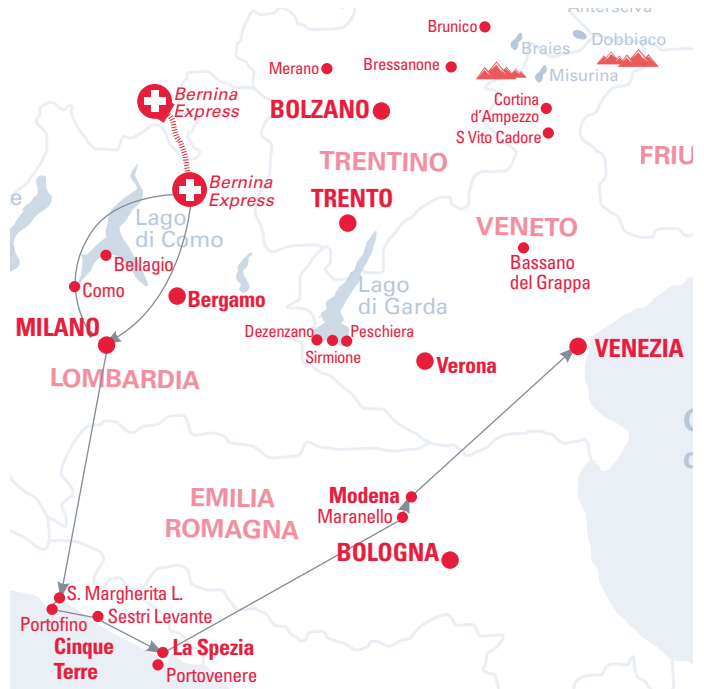 Anterselva
Brunico
Dobbiaco
Braies
Merano
Bressanone
Misurina
Bernina
Express
BOLZANO
Cortina
d'Ampezzo
S Vito Cadore
TRENTINO
FRIU
Bernina
Express
TRENTO
e
Lago
di Como
VENETO
Bellagio
Bassano
del Grappa
Como
Bergamo
Lago
di Garda
MILANO
Dezenzano
Peschiera
Sirmione
VENEZIA
Verona
LOMBARDIA
EMILIA
ROMAGNA
Modena
Maranello
BOLOGNA
S. Margherita L.
Portofino
Sestri Levante
Cinque
Terre
La Spezia
Portovenere